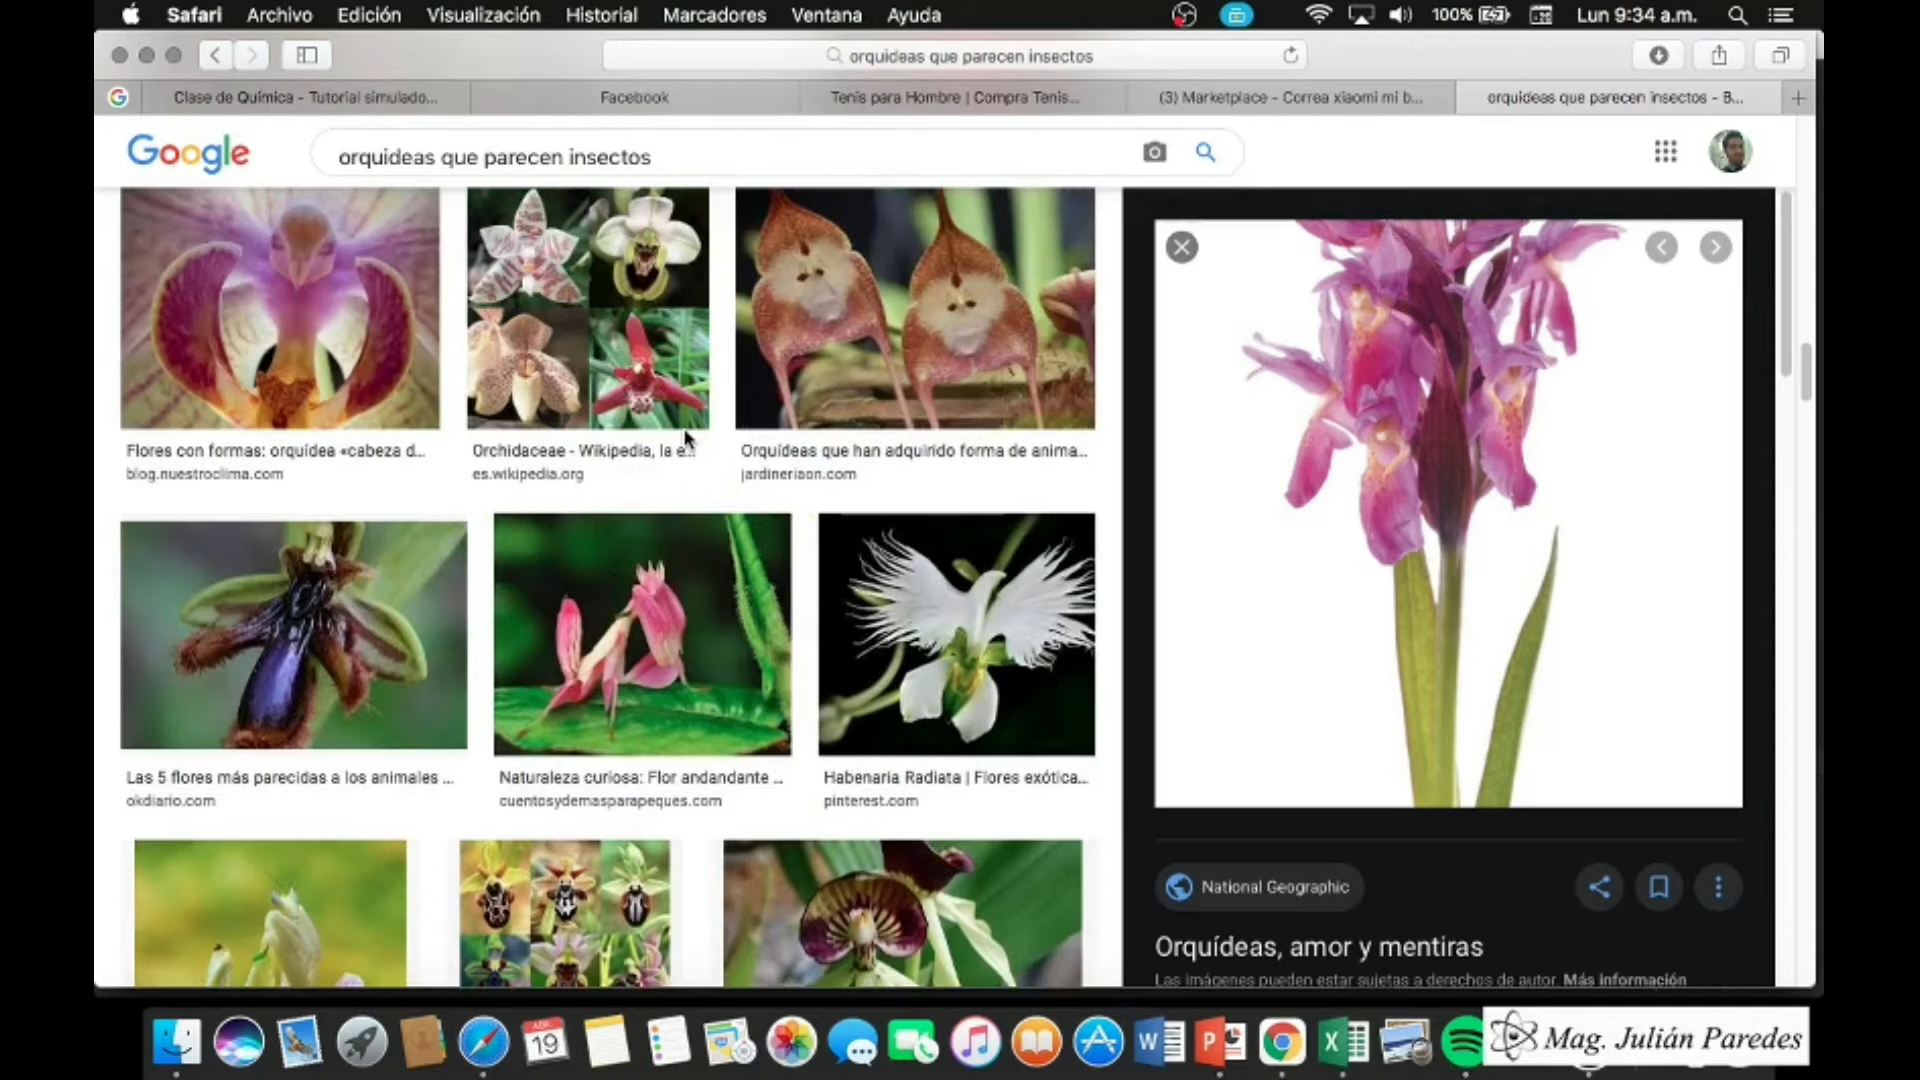 Safari Archivo Edición Visualización Historial Marcadores Ventana Ayuda 100% Lun 9:34 a.m.
orquideas que parecen insectos
Clase de Química - Tutorial simulado... Facebook Tenis para Hombre | Compra Tenis... (3) Marketplace - Correa xiaomi mi b... orquideas que parecen insectos - B...
Google orquideas que parecen insectos
Flores con formas: orquídea «cabeza d...
blog.nuestroclima.com
Orchidaceae - Wikipedia, la e...
es.wikipedia.org
Orquídeas que han adquirido forma de anima...
jardineriaon.com
Las 5 flores más parecidas a los animales ...
okdiario.com
Naturaleza curiosa: Flor andandante ...
cuentosydemasparapeques.com
Habenaria Radiata | Flores exótica...
pinterest.com
National Geographic
Orquídeas, amor y mentiras
Las imágenes pueden estar sujetas a derechos de autor. Más información
ABR.
19
Mag. Julián Paredes